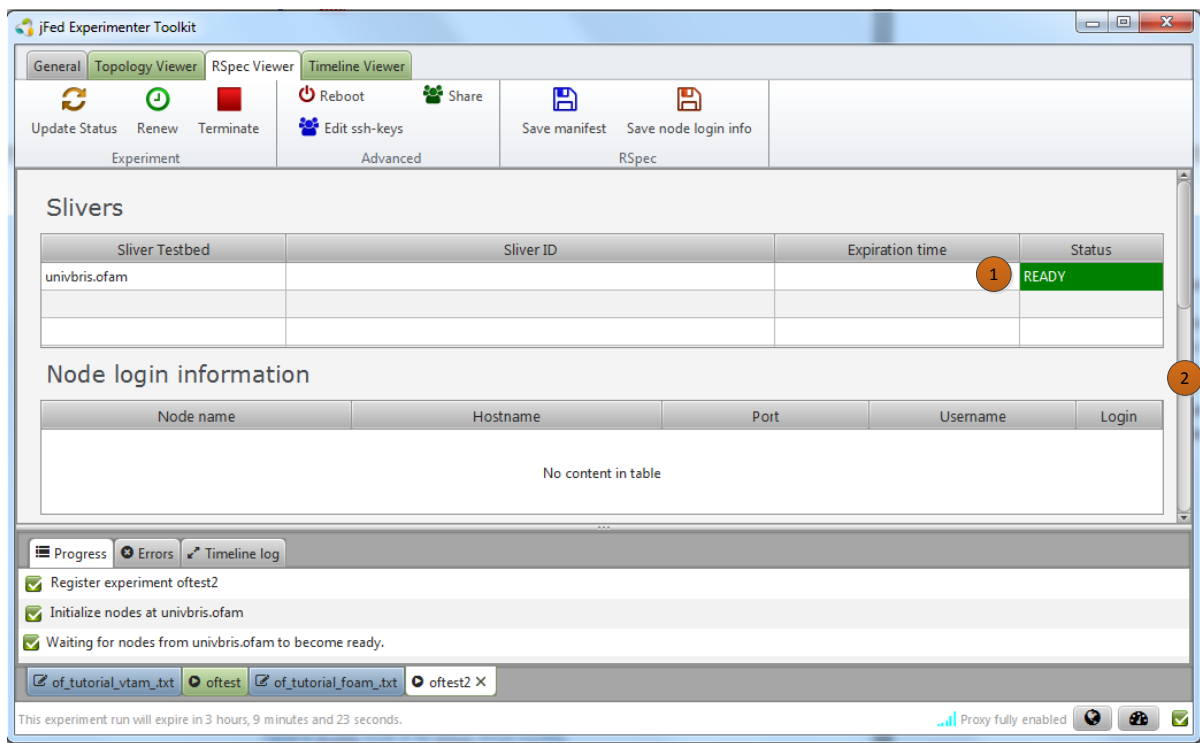 jFed Experimenter Toolkit
General Topology Viewer RSpec Viewer Timeline Viewer
Reboot Share
Update Status Renew Terminate Edit ssh-keys Save manifest Save node login info
Experiment Advanced RSpec
Slivers
Sliver Testbed Sliver ID Expiration time Status
univbris.ofam 1 READY
Node login information
2
Node name Hostname Port Username Login
No content in table
Progress Errors Timeline log
Register experiment oftest2
Initialize nodes at univbris.ofam
Waiting for nodes from univbris.ofam to become ready.
of_tutorial_vtam_.txt oftest of_tutorial_foam_.txt oftest2
This experiment run will expire in 3 hours, 9 minutes and 23 seconds. Proxy fully enabled